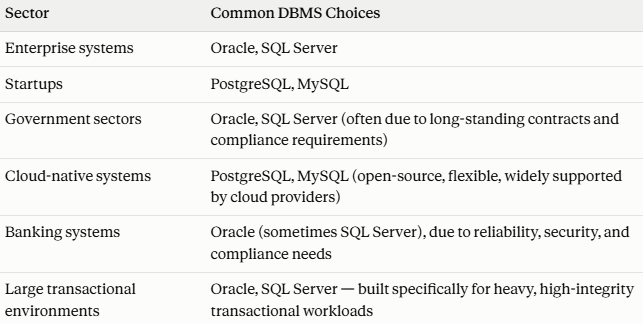 Sector Common DBMS Choices
Enterprise systems Oracle, SQL Server
Startups PostgreSQL, MySQL
Government sectors Oracle, SQL Server (often due to long-standing contracts and
compliance requirements)
Cloud-native systems PostgreSQL, MySQL (open-source, flexible, widely supported
by cloud providers)
Banking systems Oracle (sometimes SQL Server), due to reliability, security, and
compliance needs
Large transactional Oracle, SQL Server — built specifically for heavy, high-integrity
environments transactional workloads